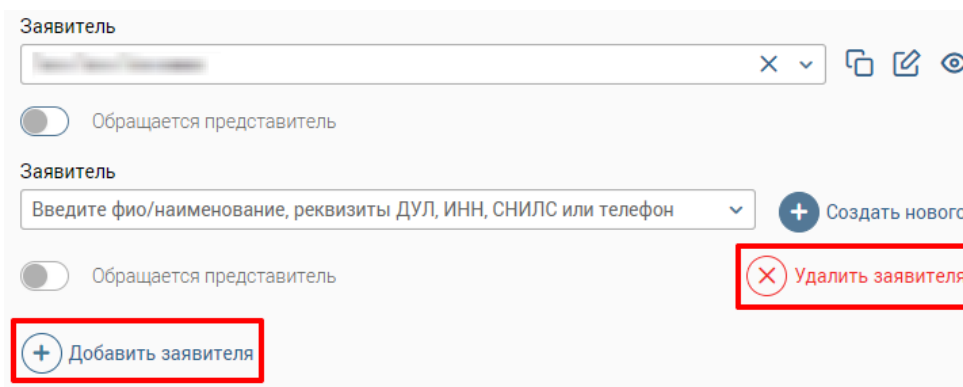 Заявитель
Обращается представитель
Заявитель
Введите фио/наименование, реквизиты ДУЛ, ИНН, СНИЛС или телефон
Создать нового
Обращается представитель
Удалить заявителя
Добавить заявителя